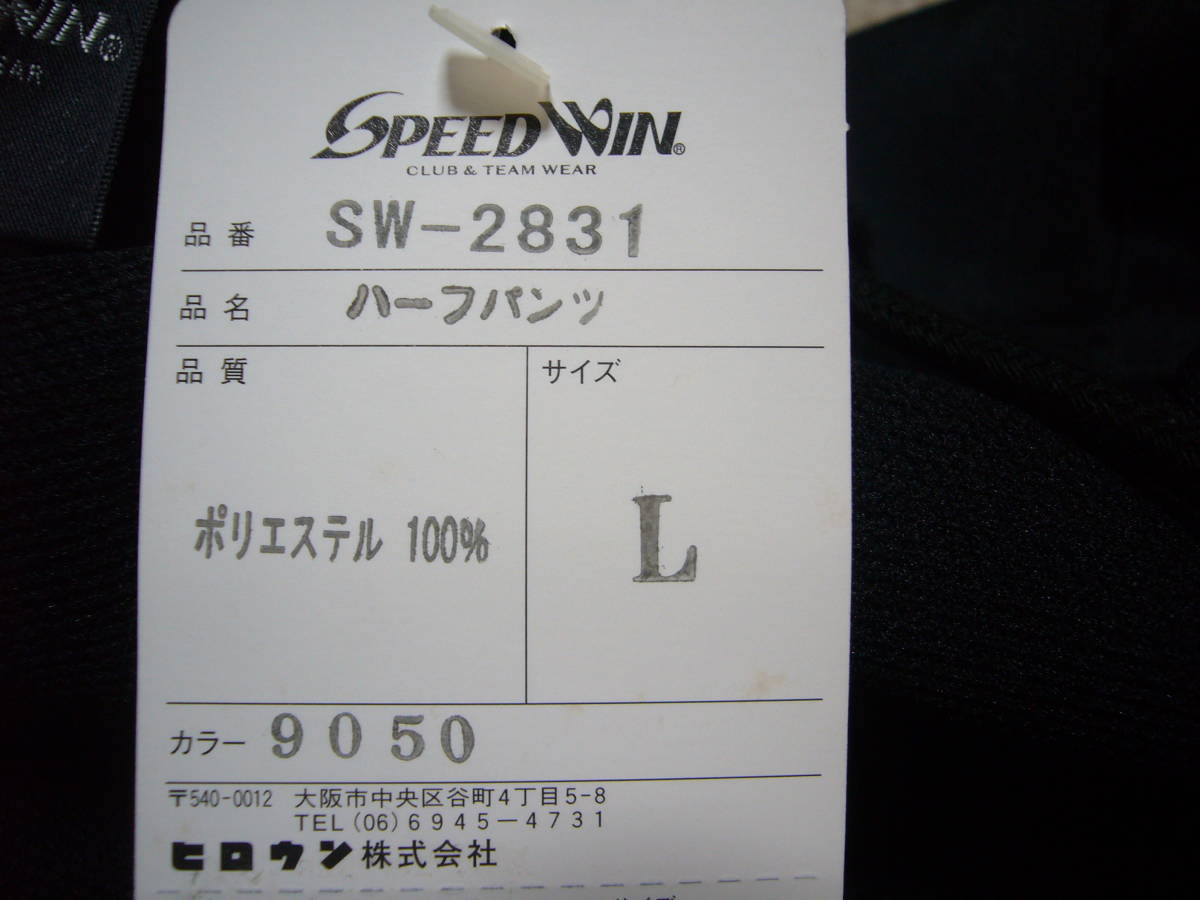 SPEED WIN®
CLUB & TEAM WEAR
品番 SW-2831
品名 ハーフパンツ
品質 サイズ
ポリエステル 100% L
カラー 9050
〒540-0012 大阪市中央区谷町4丁目5-8
TEL(06)6945-4731
ヒロウン株式会社